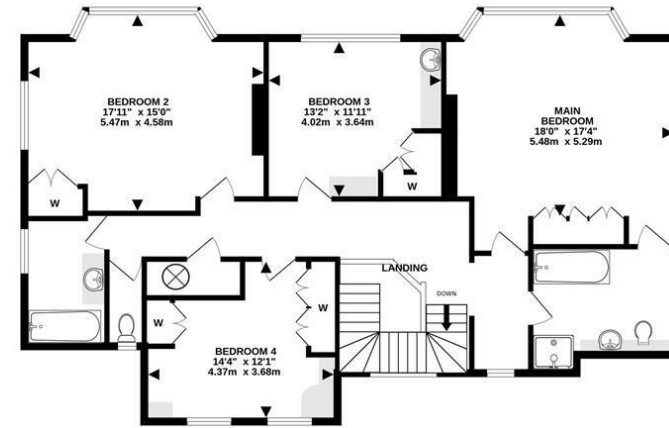 BEDROOM 2
17'11" x 15'0"
5.47m x 4.58m
BEDROOM 3
13'2" x 11'11"
4.02m x 3.64m
MAIN
BEDROOM
18'0" x 17'4"
5.48m x 5.29m
W
W
LANDING
DOWN
W
W
BEDROOM 4
14'4" x 12'1"
4.37m x 3.68m